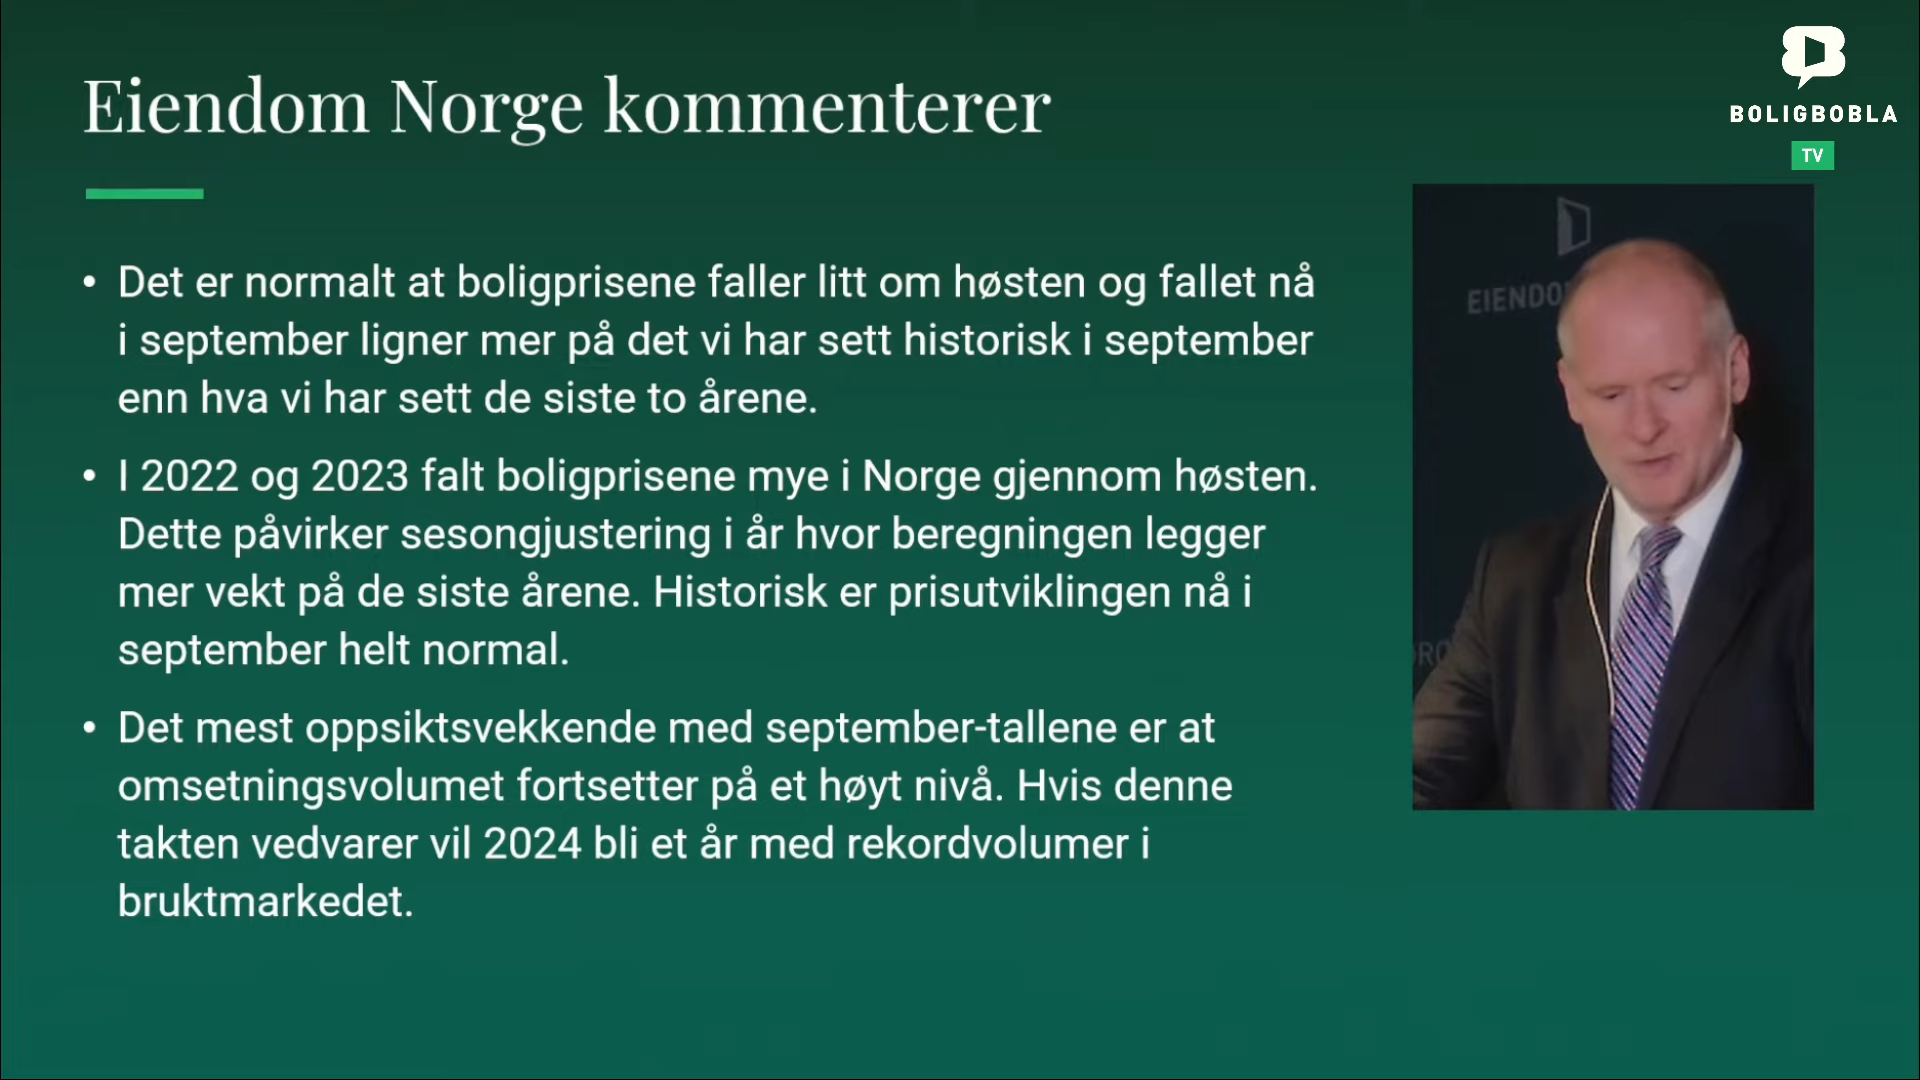 Eiendom Norge kommenterer
BOLIGBOBLA
TV
• Det er normalt at boligprisene faller litt om høsten og fallet nå
i september ligner mer på det vi har sett historisk i september
enn hva vi har sett de siste to årene.
• I 2022 og 2023 falt boligprisene mye i Norge gjennom høsten.
Dette påvirker sesongjustering i år hvor beregningen legger
mer vekt på de siste årene. Historisk er prisutviklingen nå i
september helt normal.
• Det mest oppsiktsvekkende med september-tallene er at
omsetningsvolumet fortsetter på et høyt nivå. Hvis denne
takten vedvarer vil 2024 bli et år med rekordvolumer i
bruktmarkedet.
EIENDO